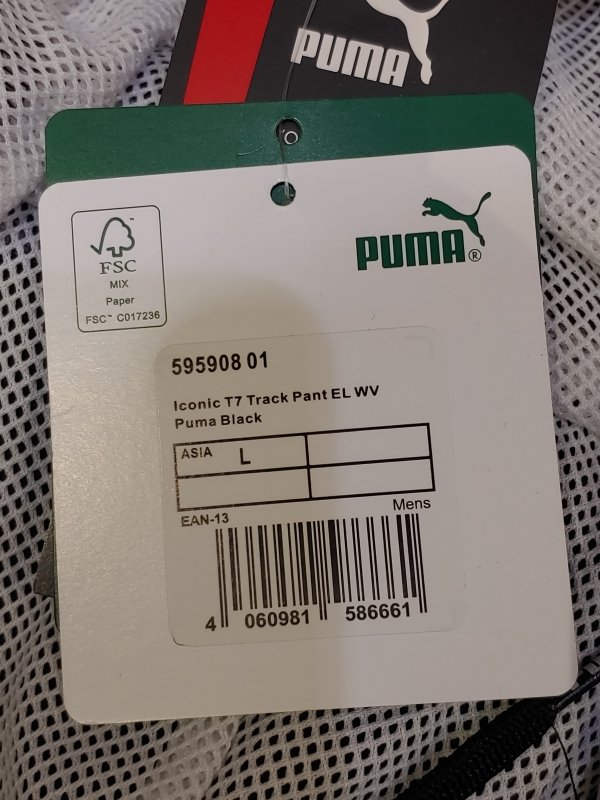 PUMA
FSC™
MIX
Paper
FSC™ C017236
PUMA®
595908 01
Iconic T7 Track Pant EL WV
Puma Black
ASIA L
EAN-13
Mens
4 060981 586661